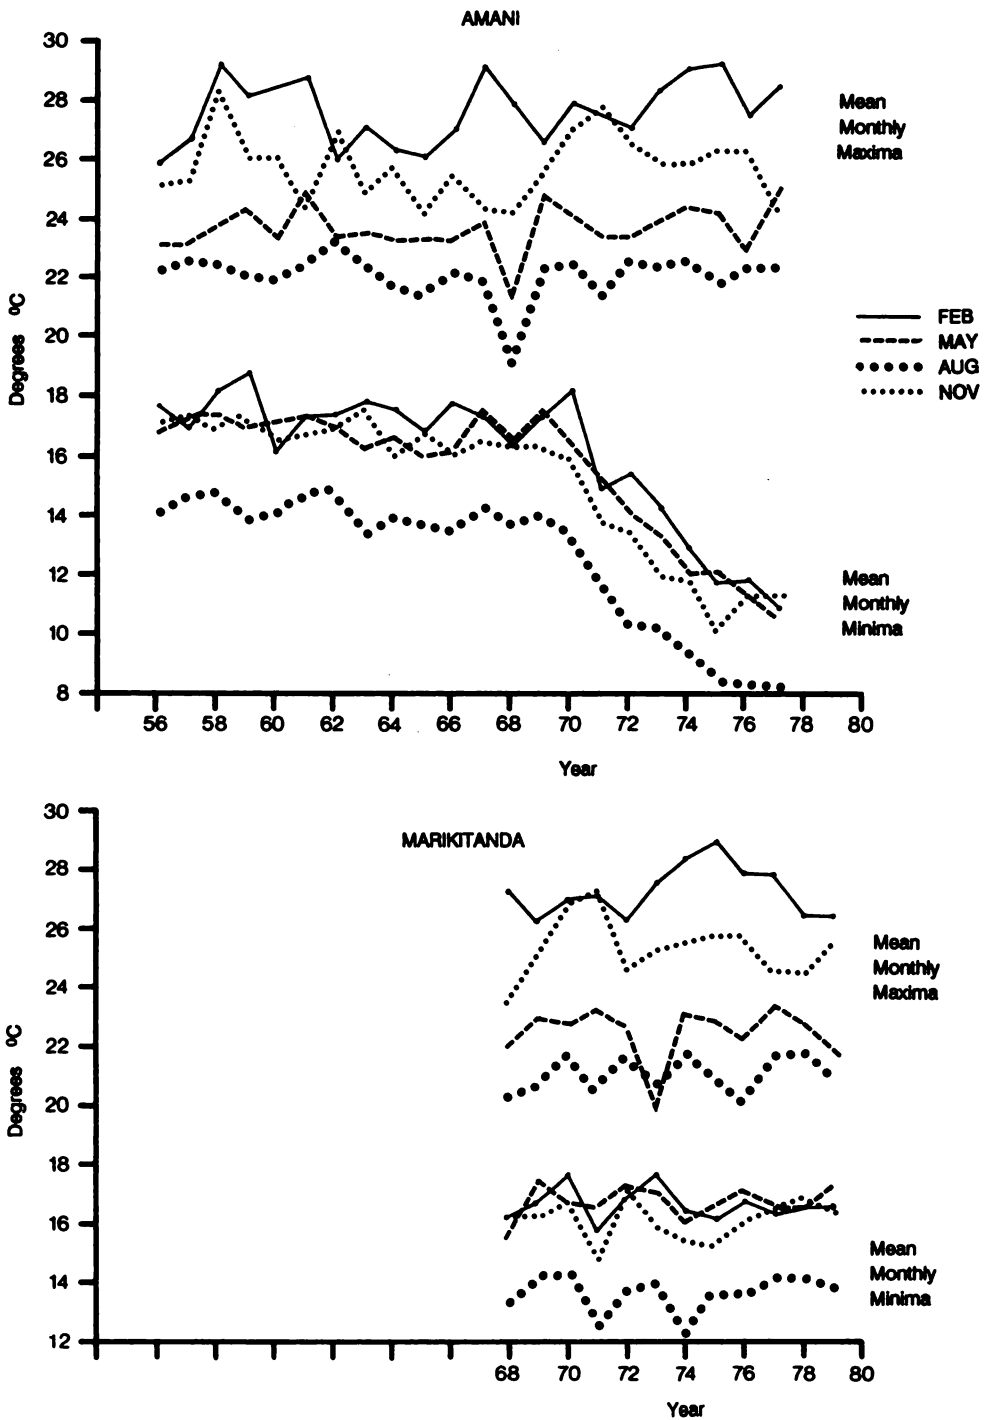 AMANI
30
28
26
24
22
20
18
16
14
12
10
8
Degrees ⁰C
Mean
Monthly
Maxima
FEB
MAY
AUG
NOV
Mean
Monthly
Minima
56 58 60 62 64 66 68 70 72 74 76 78 80
Year
MARIKITANDA
30
28
26
24
22
20
18
16
14
12
Degrees ⁰C
Mean
Monthly
Maxima
Mean
Monthly
Minima
68 70 72 74 76 78 80
Year